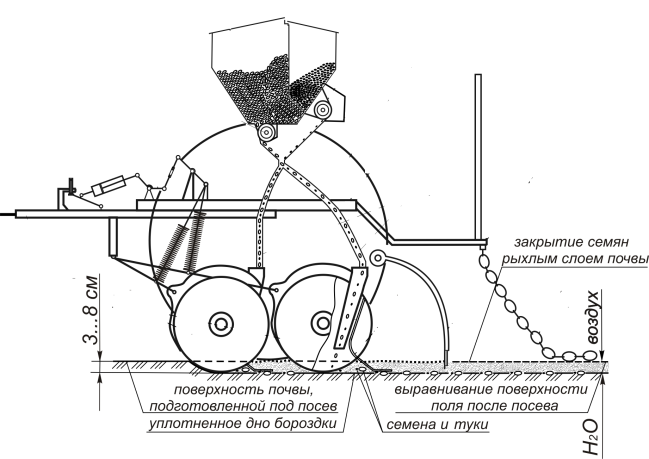 закрытие семян
рыхлым слоем почвы
3...8 см
воздух
поверхность почвы,
подготовленной под посев
уплотненное дно бороздки
выравнивание поверхности
поля после посева
семена и туки
H₂O